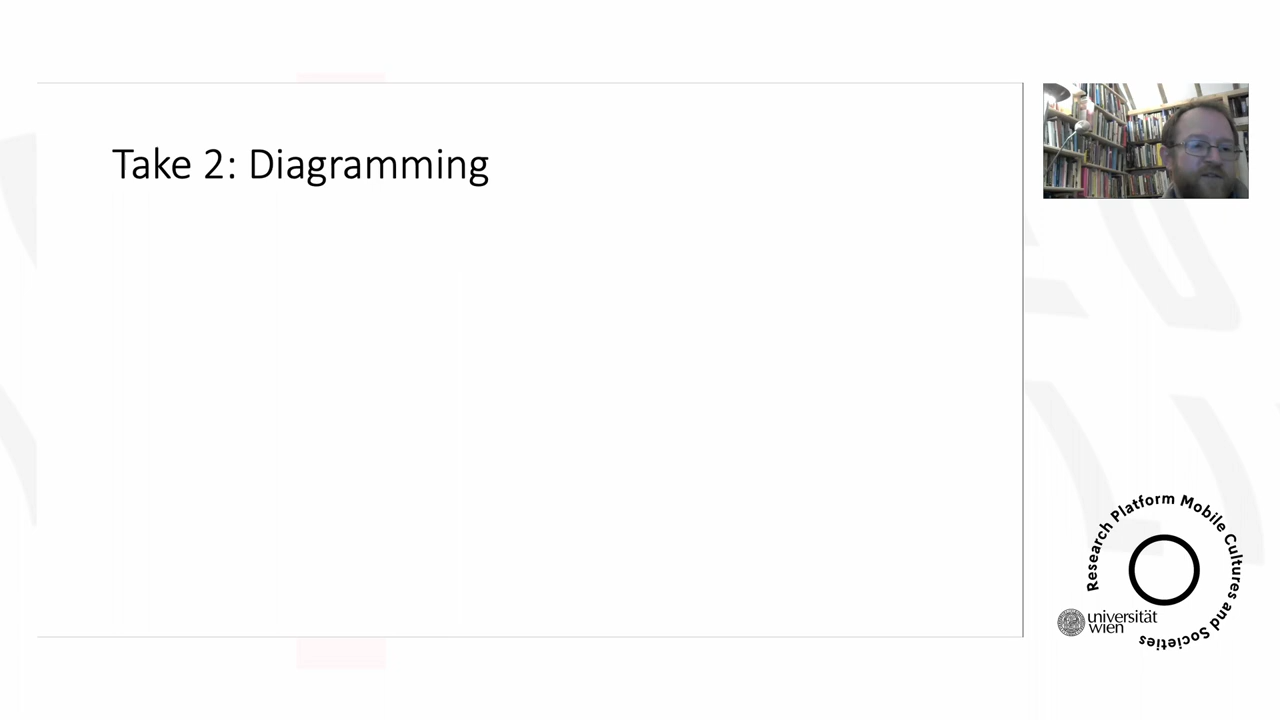 Take 2: Diagramming
Research Platform Mobile Cultures and Societies
universität
wien